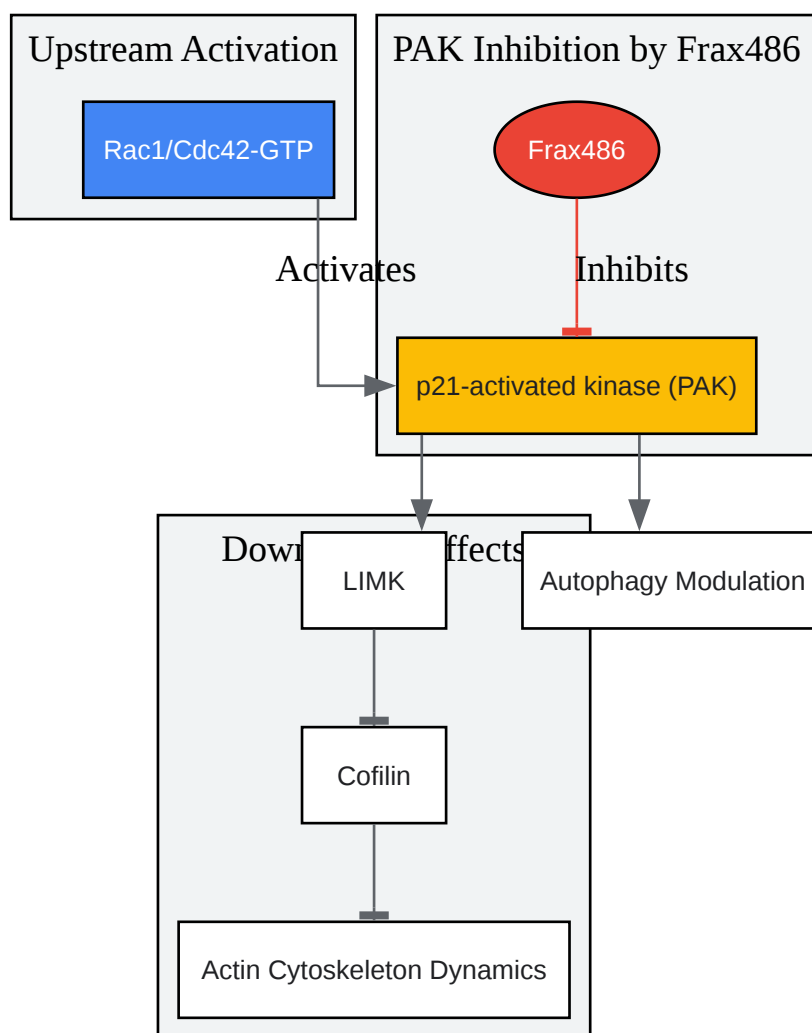 Upstream Activation
PAK Inhibition by Frax486
Rac1/Cdc42-GTP
Frax486
Activates
Inhibits
p21-activated kinase (PAK)
LIMK
Autophagy Modulation
Cofilin
Actin Cytoskeleton Dynamics